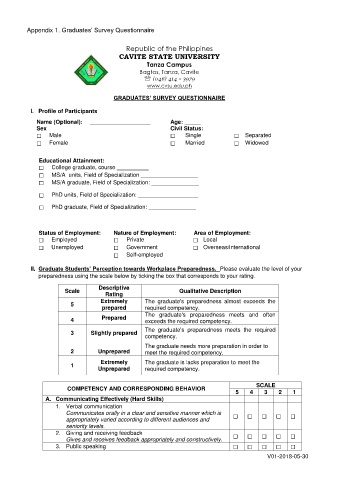 Appendix 1. Graduates' Survey Questionnaire
Republic of the Philippines
CAVITE STATE UNIVERSITY
Tanza Campus
Bagtas, Tanza, Cavite
☏ (046) 414 - 3979
www.cvsu.edu.ph
GRADUATES' SURVEY QUESTIONNAIRE
I. Profile of Participants
Name (Optional): ____________________ Age: _____
Sex Civil Status:
☐ Male ☐ Single ☐ Separated
☐ Female ☐ Married ☐ Widowed
Educational Attainment:
☐ College graduate, course __________
☐ MS/A units, Field of Specialization __________________
☐ MS/A graduate, Field of Specialization: _______________
☐ PhD units, Field of Specialization: ___________________
☐ PhD graduate, Field of Specialization: ________________
Status of Employment: Nature of Employment: Area of Employment:
☐ Employed ☐ Private ☐ Local
☐ Unemployed ☐ Government ☐ Overseas/international
☐ Self-employed
II. Graduate Students' Perception towards Workplace Preparedness. Please evaluate the level of your
preparedness using the scale below by ticking the box that corresponds to your rating.
Scale Descriptive Rating Qualitative Description
5 Extremely prepared The graduate's preparedness almost exceeds the
required competency.
4 Prepared The graduate's preparedness meets and often
exceeds the required competency.
3 Slightly prepared The graduate's preparedness meets the required
competency.
2 Unprepared The graduate needs more preparation in order to
meet the required competency.
1 Extremely Unprepared The graduate is lacks preparation to meet the
required competency.
COMPETENCY AND CORRESPONDING BEHAVIOR SCALE
5 4 3 2 1
A. Communicating Effectively (Hard Skills)
1. Verbal communication
Communicates orally in a clear and sensitive manner which is
appropriately varied according to different audiences and
seniority levels. ☐ ☐ ☐ ☐ ☐
2. Giving and receiving feedback
Gives and receives feedback appropriately and constructively. ☐ ☐ ☐ ☐ ☐
3. Public speaking ☐ ☐ ☐ ☐ ☐
V01-2018-05-30